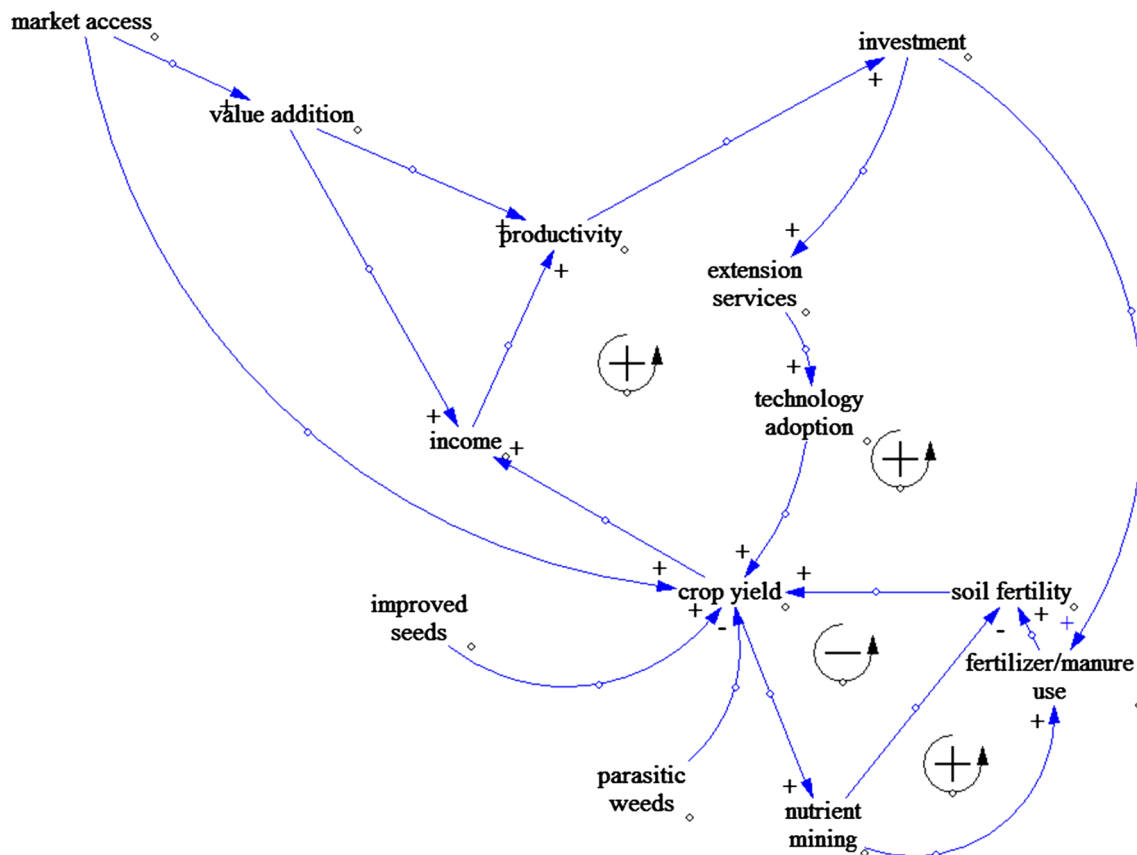 market access
investment
+
+
value addition
+
productivity
+
+
extension
services
+
+
technology
adoption
+
+
income
+
+
+
+
+
crop yield
soil fertility
improved
seeds
+
-
+
+
-
−
fertilizer/manure
use
+
+
parasitic
weeds
+
nutrient
mining